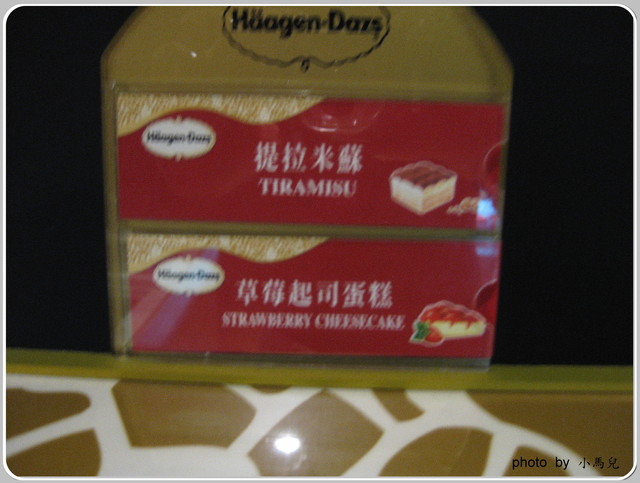 Häagen-Dazs
Häagen-Dazs
提拉米蘇
TIRAMISU
Häagen-Dazs
草莓起司蛋糕
STRAWBERRY CHEESECAKE
photo by 小馬兒